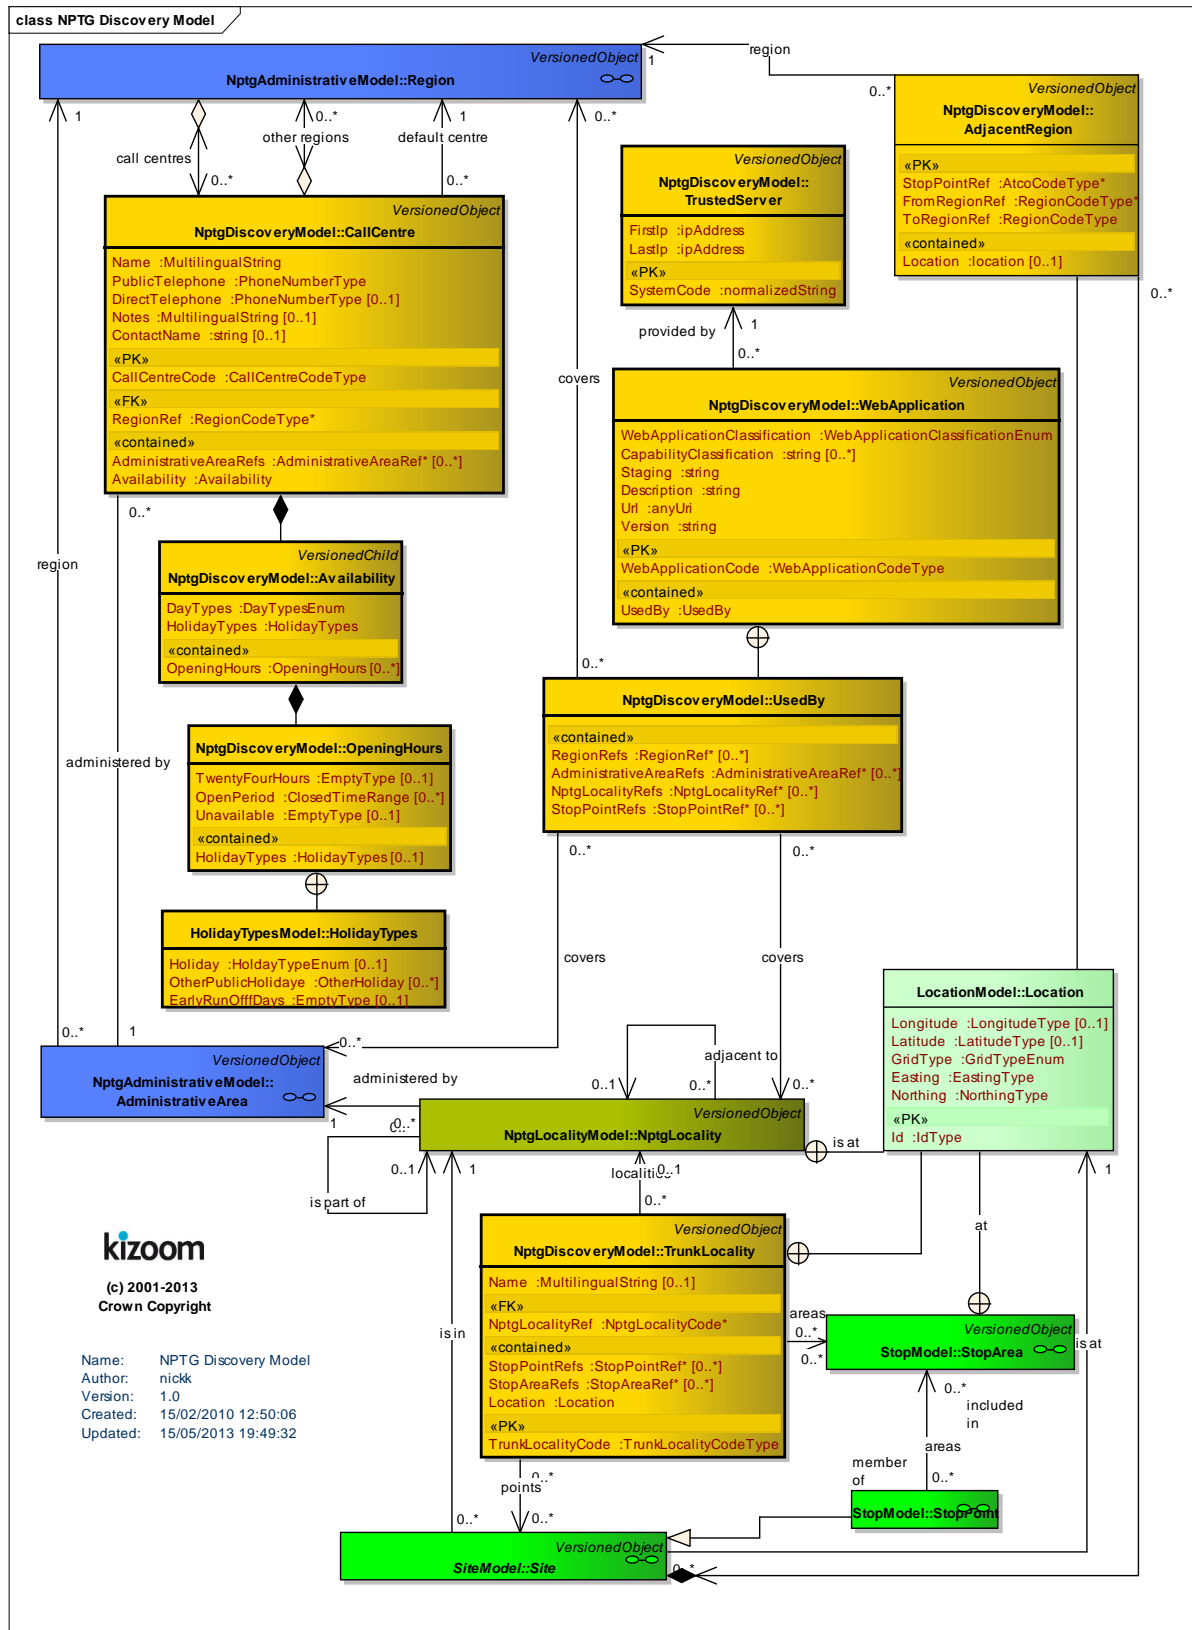 class NPTG Discovery Model
VersionedObject
NptgAdministrativeModel::Region
region
1
0..*
VersionedObject
NptgDiscoveryModel::
AdjacentRegion
«PK»
StopPointRef :AtcoCodeType*
FromRegionRef :RegionCodeType*
ToRegionRef :RegionCodeType
«contained»
Location :location [0..1]
1
call centres
0..*
0..*
other regions
1
default centre
0..*
0..*
VersionedObject
NptgDiscoveryModel::
TrustedServer
FirstIp :ipAddress
LastIp :ipAddress
«PK»
SystemCode :normalizedString
0..*
VersionedObject
NptgDiscoveryModel::CallCentre
Name :MultilingualString
PublicTelephone :PhoneNumberType
DirectTelephone :PhoneNumberType [0..1]
Notes :MultilingualString [0..1]
ContactName :string [0..1]
«PK»
CallCentreCode :CallCentreCodeType
«FK»
RegionRef :RegionCodeType*
«contained»
AdministrativeAreaRefs :AdministrativeAreaRef* [0..*]
Availability :Availability
provided by
1
0..*
covers
VersionedObject
NptgDiscoveryModel::WebApplication
WebApplicationClassification :WebApplicationClassificationEnum
CapabilityClassification :string [0..*]
Staging :string
Description :string
Url :anyUri
Version :string
«PK»
WebApplicationCode :WebApplicationCodeType
«contained»
UsedBy :UsedBy
0..*
region
VersionedChild
NptgDiscoveryModel::Availability
DayTypes :DayTypesEnum
HolidayTypes :HolidayTypes
«contained»
OpeningHours :OpeningHours [0..*]
0..*
VersionedObject
NptgDiscoveryModel::UsedBy
«contained»
RegionRefs :RegionRef* [0..*]
AdministrativeAreaRefs :AdministrativeAreaRef* [0..*]
NptgLocalityRefs :NptgLocalityRef* [0..*]
StopPointRefs :StopPointRef* [0..*]
administered by
NptgDiscoveryModel::OpeningHours
TwentyFourHours :EmptyType [0..1]
OpenPeriod :ClosedTimeRange [0..*]
Unavailable :EmptyType [0..1]
«contained»
HolidayTypes :HolidayTypes [0..1]
0..*
0..*
HolidayTypesModel::HolidayTypes
Holiday :HoldayTypeEnum [0..1]
OtherPublicHolidaye :OtherHoliday [0..*]
EarlyRunOfffDays :EmptyType [0..1]
covers
covers
LocationModel::Location
Longitude :LongitudeType [0..1]
Latitude :LatitudeType [0..1]
GridType :GridTypeEnum
Easting :EastingType
Northing :NorthingType
«PK»
Id :IdType
0..*
1
VersionedObject
NptgAdministrativeModel::
AdministrativeArea
0..*
administered by
1
0..*
adjacent to
0..1
0..*
0..*
VersionedObject
NptgLocalityModel::NptgLocality
is at
0..*
0..1
is part of
1
localities
0..1
0..*
1
VersionedObject
NptgDiscoveryModel::TrunkLocality
Name :MultilingualString [0..1]
«FK»
NptgLocalityRef :NptgLocalityCode*
«contained»
StopPointRefs :StopPointRef* [0..*]
StopAreaRefs :StopAreaRef* [0..*]
Location :Location
«PK»
TrunkLocalityCode :TrunkLocalityCodeType
at
kizoom
(c) 2001-2013
Crown Copyright
is in
areas
0..*
0..*
VersionedObject
StopModel::StopArea
is at
Name: NPTG Discovery Model
Author: nickk
Version: 1.0
Created: 15/02/2010 12:50:06
Updated: 15/05/2013 19:49:32
0..*
included
in
areas
member
of
0..*
0..*
points
0..*
0..*
StopModel::StopPoint
VersionedObject
SiteModel::Site
0..*